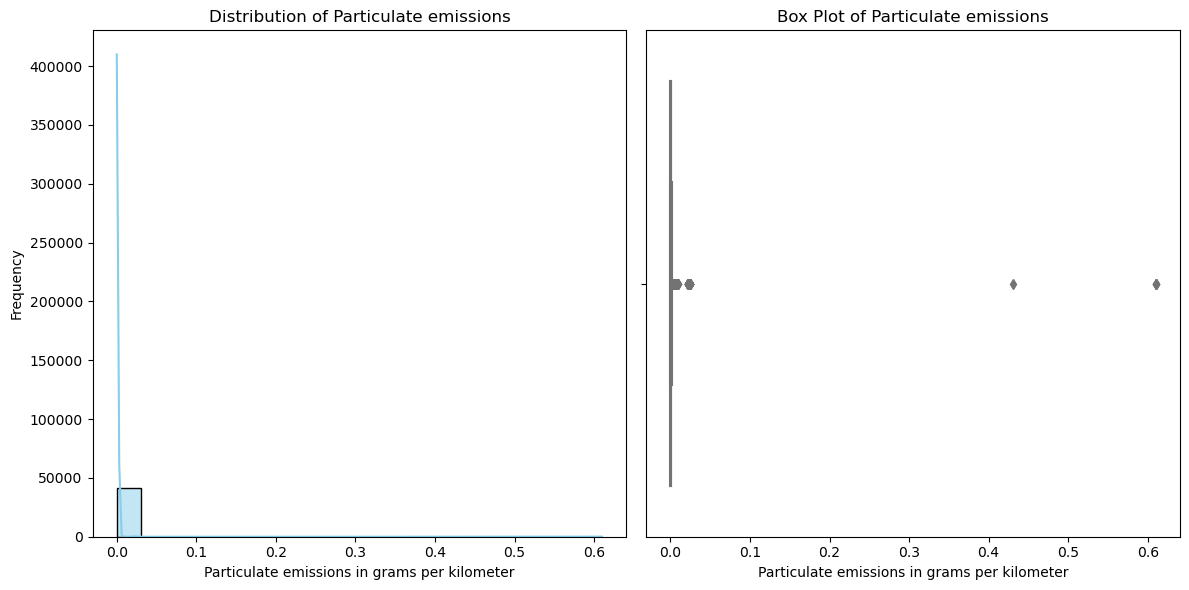 Distribution of Particulate emissions
Frequency
400000
350000
300000
250000
200000
150000
100000
50000
0
0.0 0.1 0.2 0.3 0.4 0.5 0.6
Particulate emissions in grams per kilometer
Box Plot of Particulate emissions
0.0 0.1 0.2 0.3 0.4 0.5 0.6
Particulate emissions in grams per kilometer